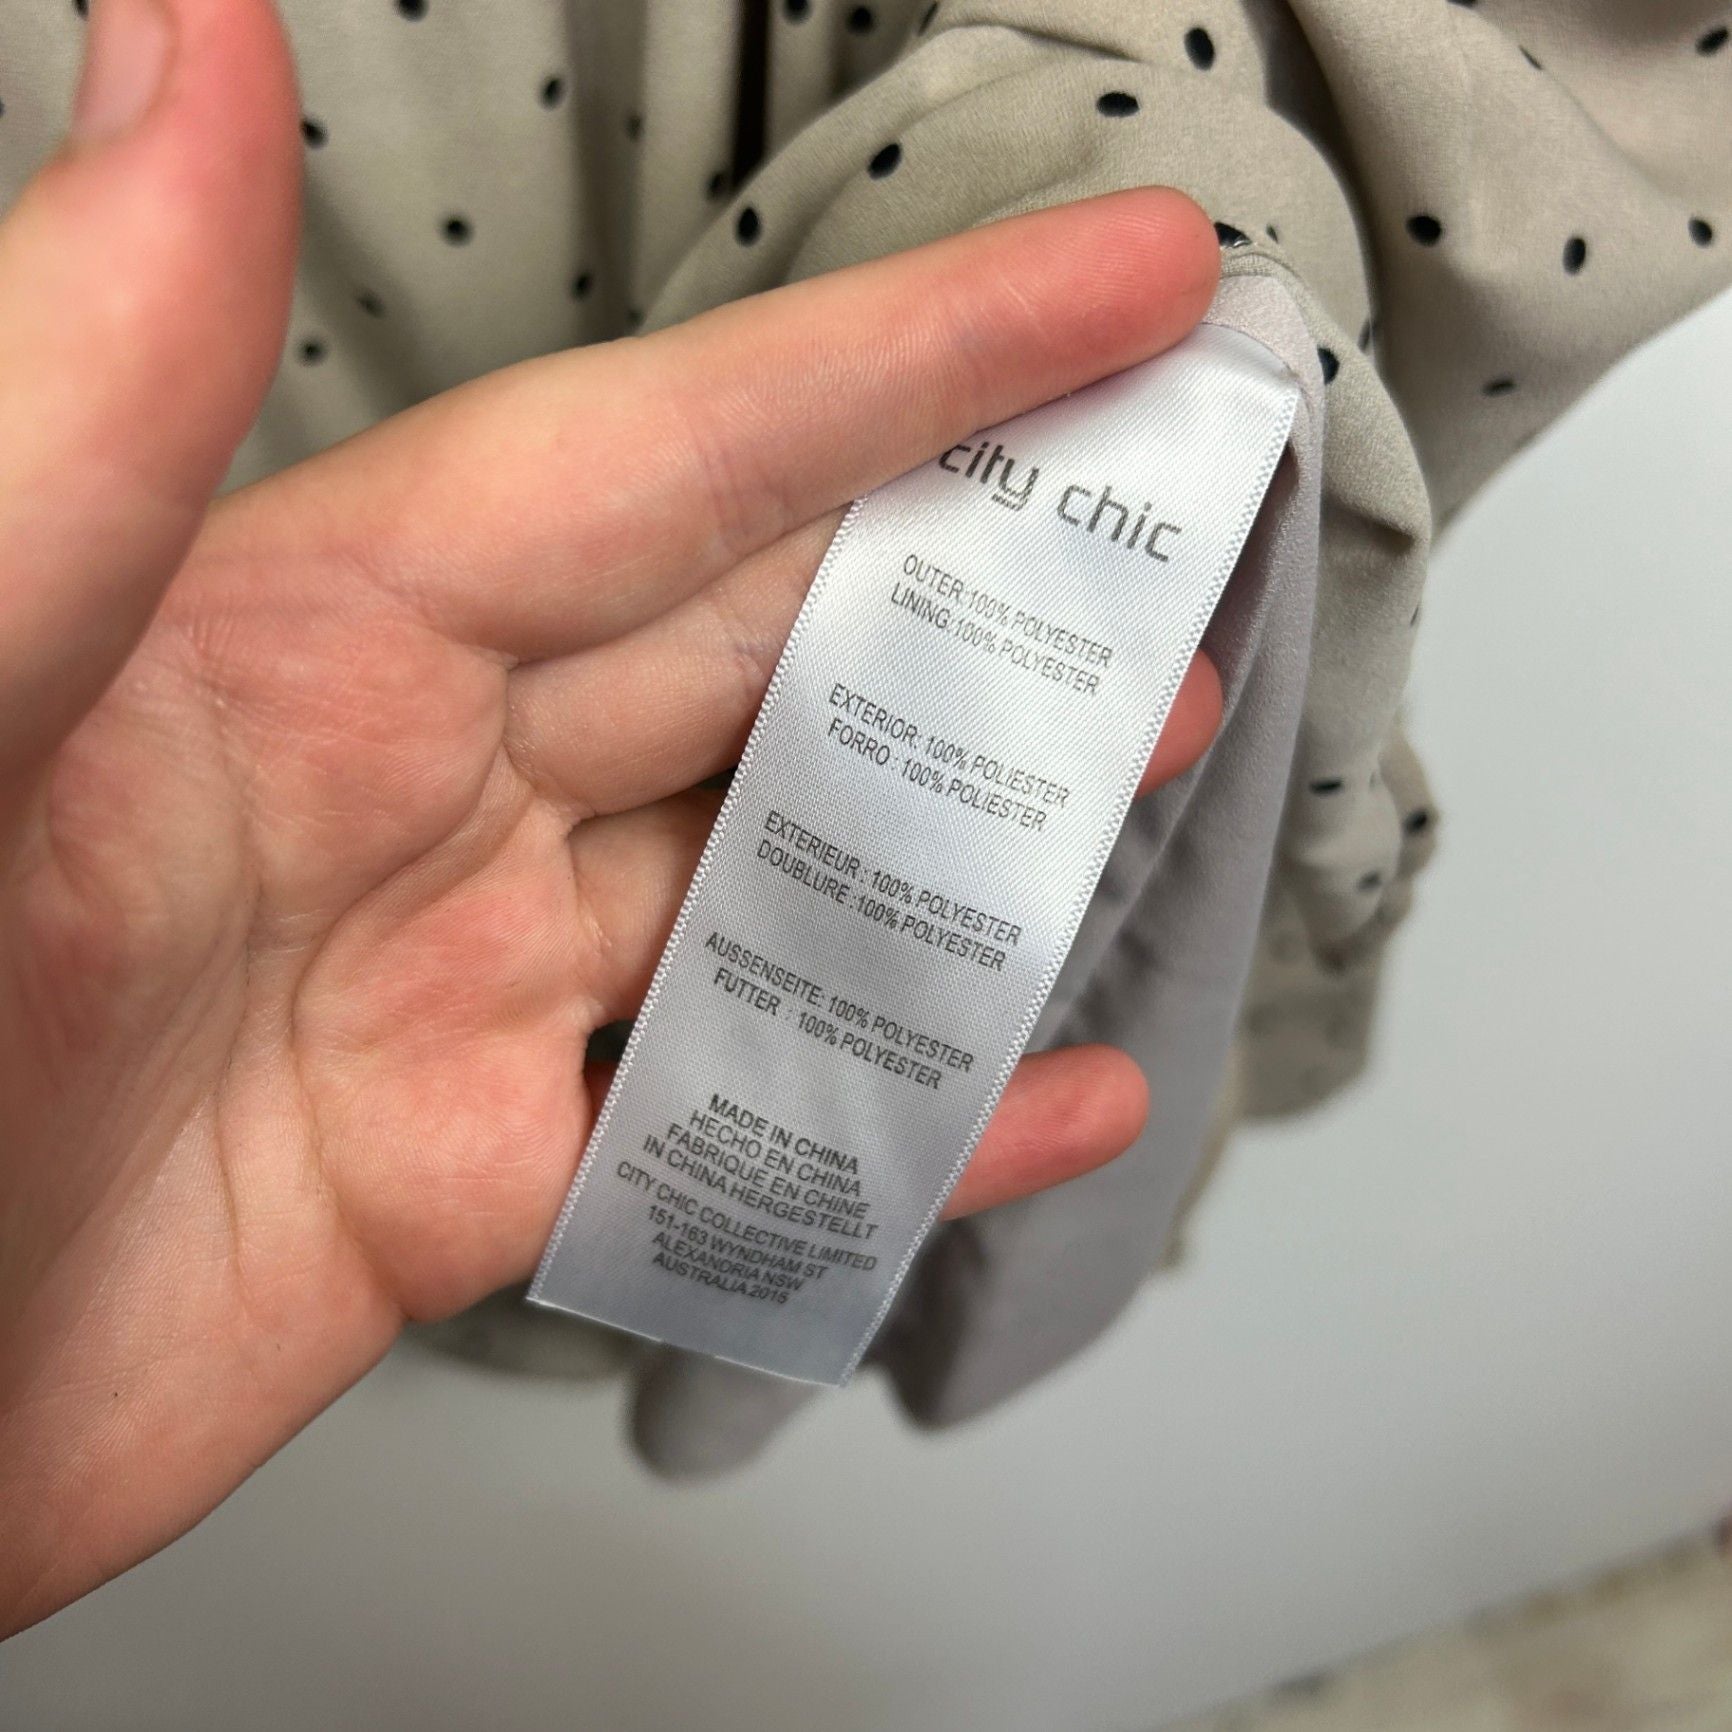 city chic
OUTER:100% POLYESTER
LINING:100% POLYESTER
EXTERIOR: 100% POLIESTER
FORRO : 100% POLIESTER
EXTERIEUR : 100% POLYESTER
DOUBLURE :100% POLYESTER
AUSSENSEITE: 100% POLYESTER
FUTTER : 100% POLYESTER
MADE IN CHINA
HECHO EN CHINA
FABRIQUE EN CHINE
IN CHINA HERGESTELLT
CITY CHIC COLLECTIVE LIMITED
151-163 WYNDHAM ST
ALEXANDRIA NSW
AUSTRALIA 2015